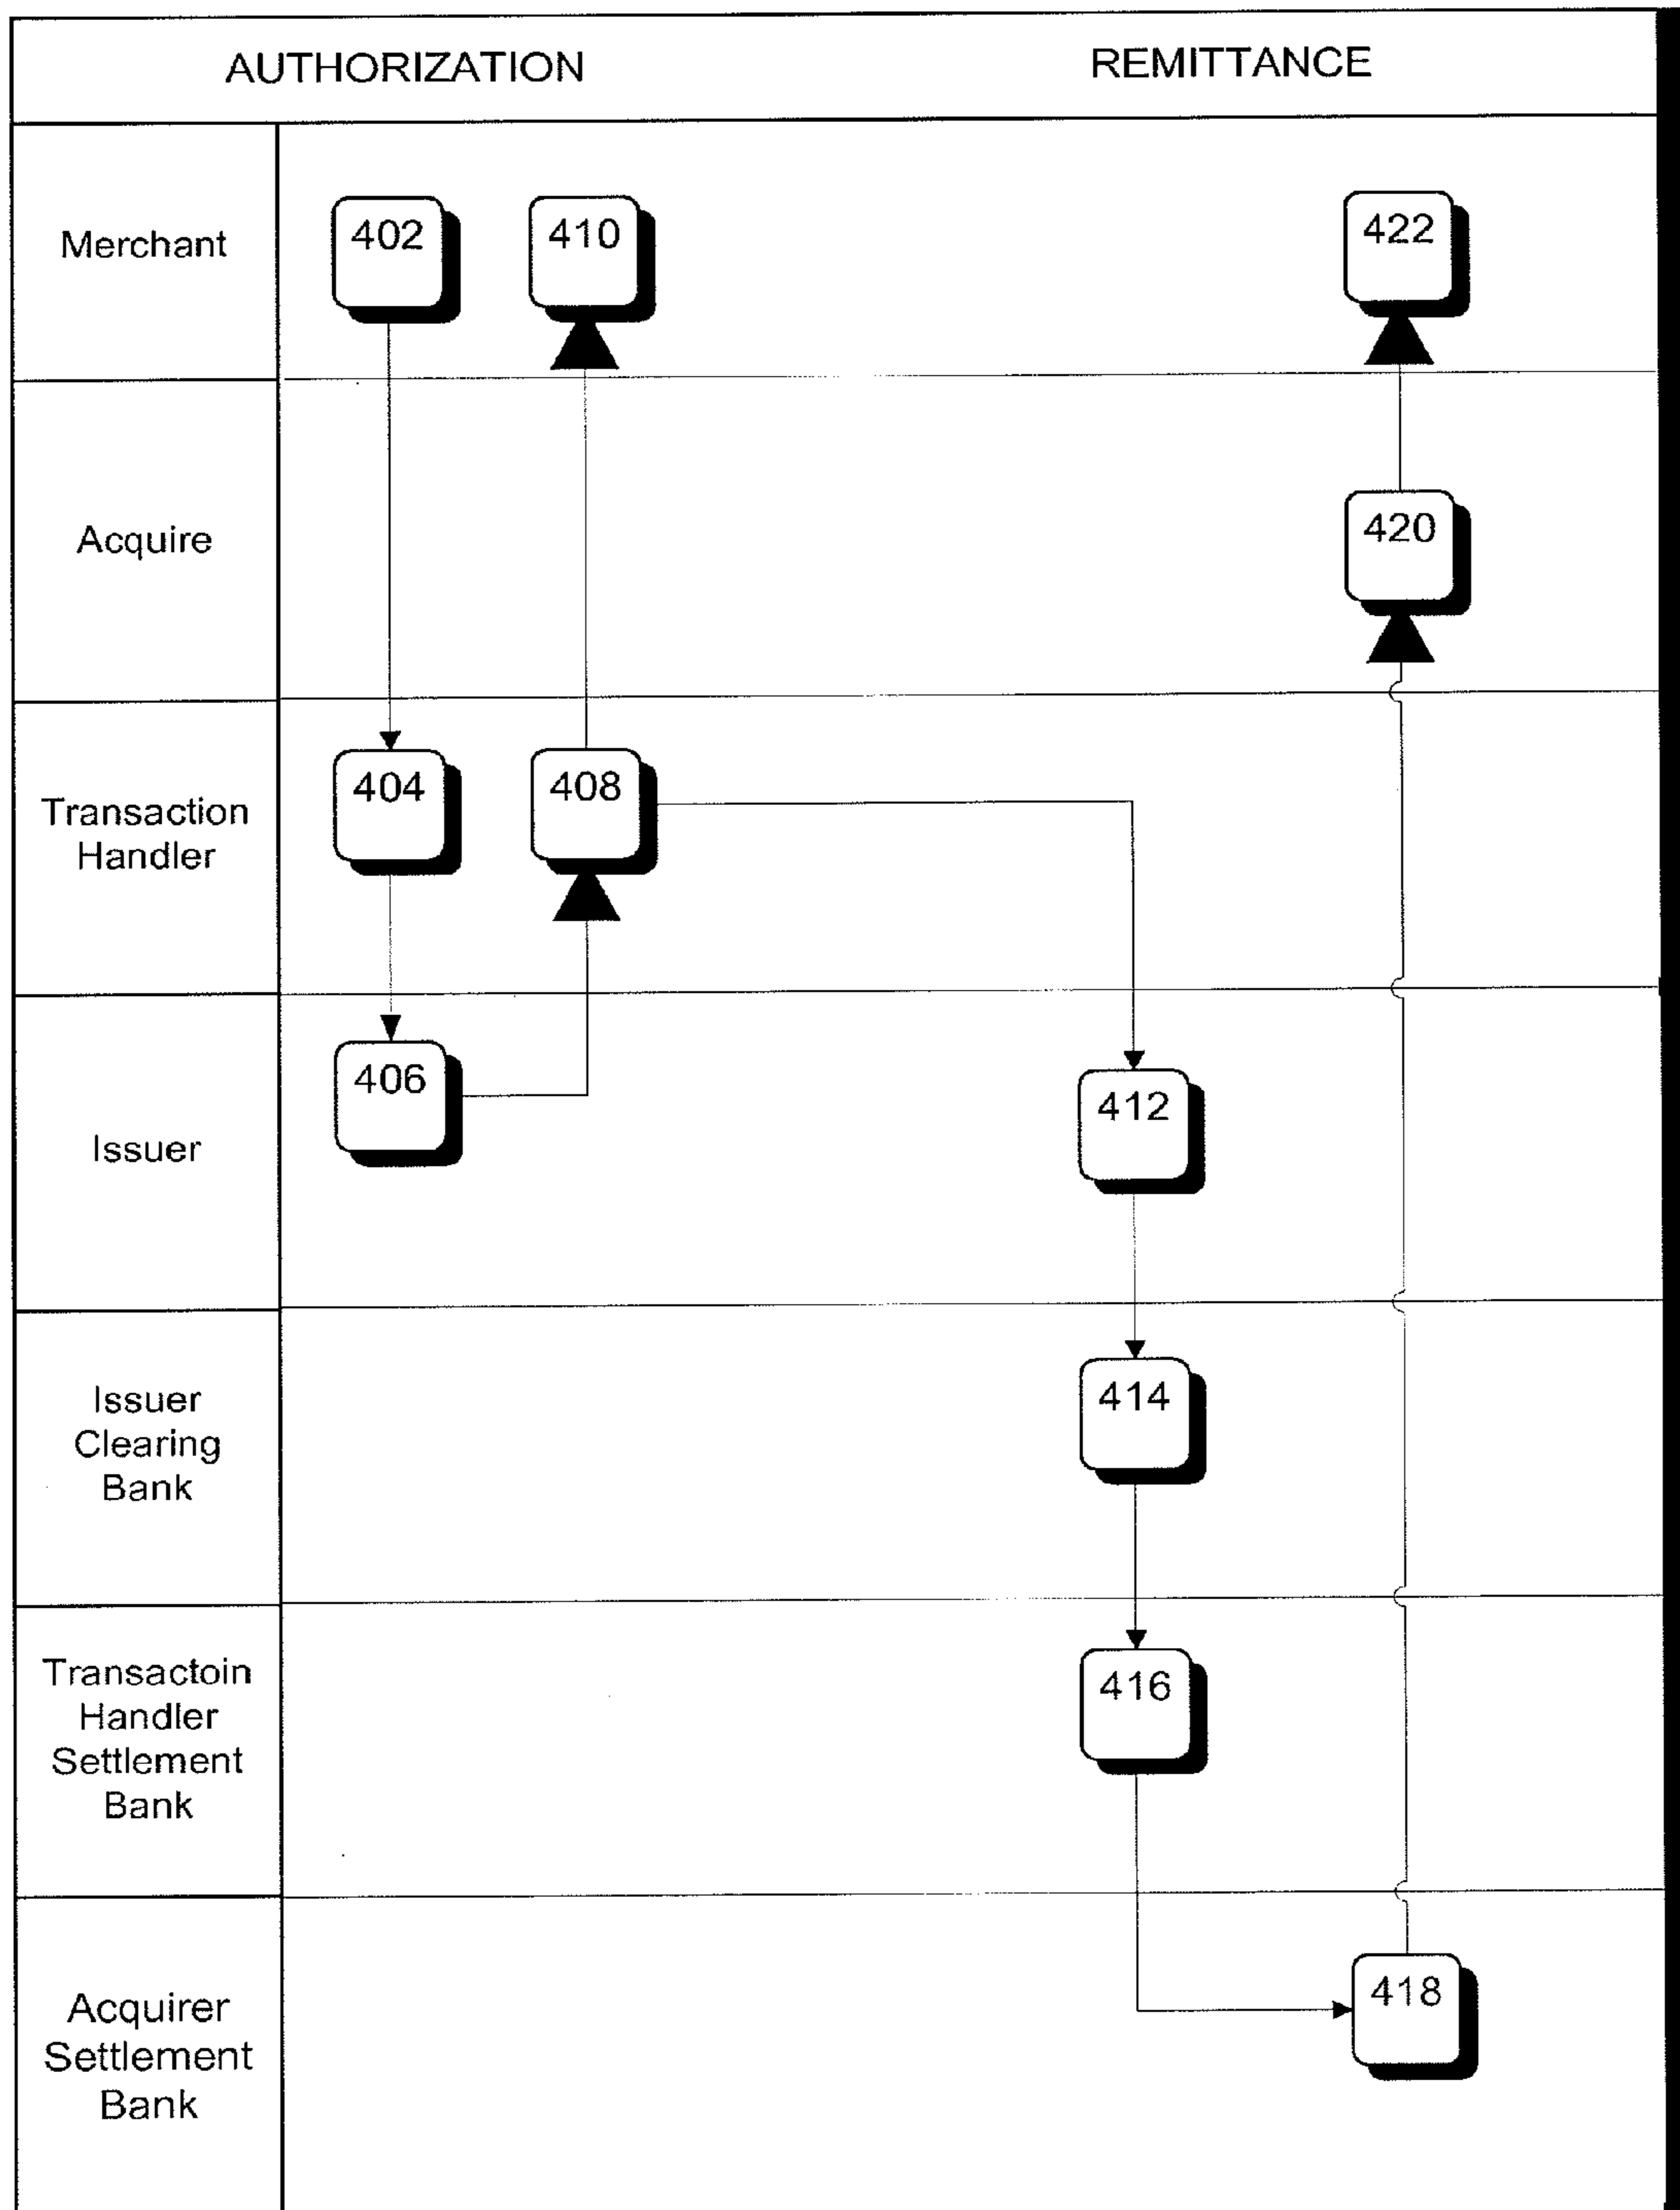 AUTHORIZATION REMITTANCE
Merchant
402 410 422
Acquire
420
Transaction
Handler
404 408
Issuer
406 412
Issuer
Clearing
Bank
414
Transactoin
Handler
Settlement
Bank
416
Acquirer
Settlement
Bank
418